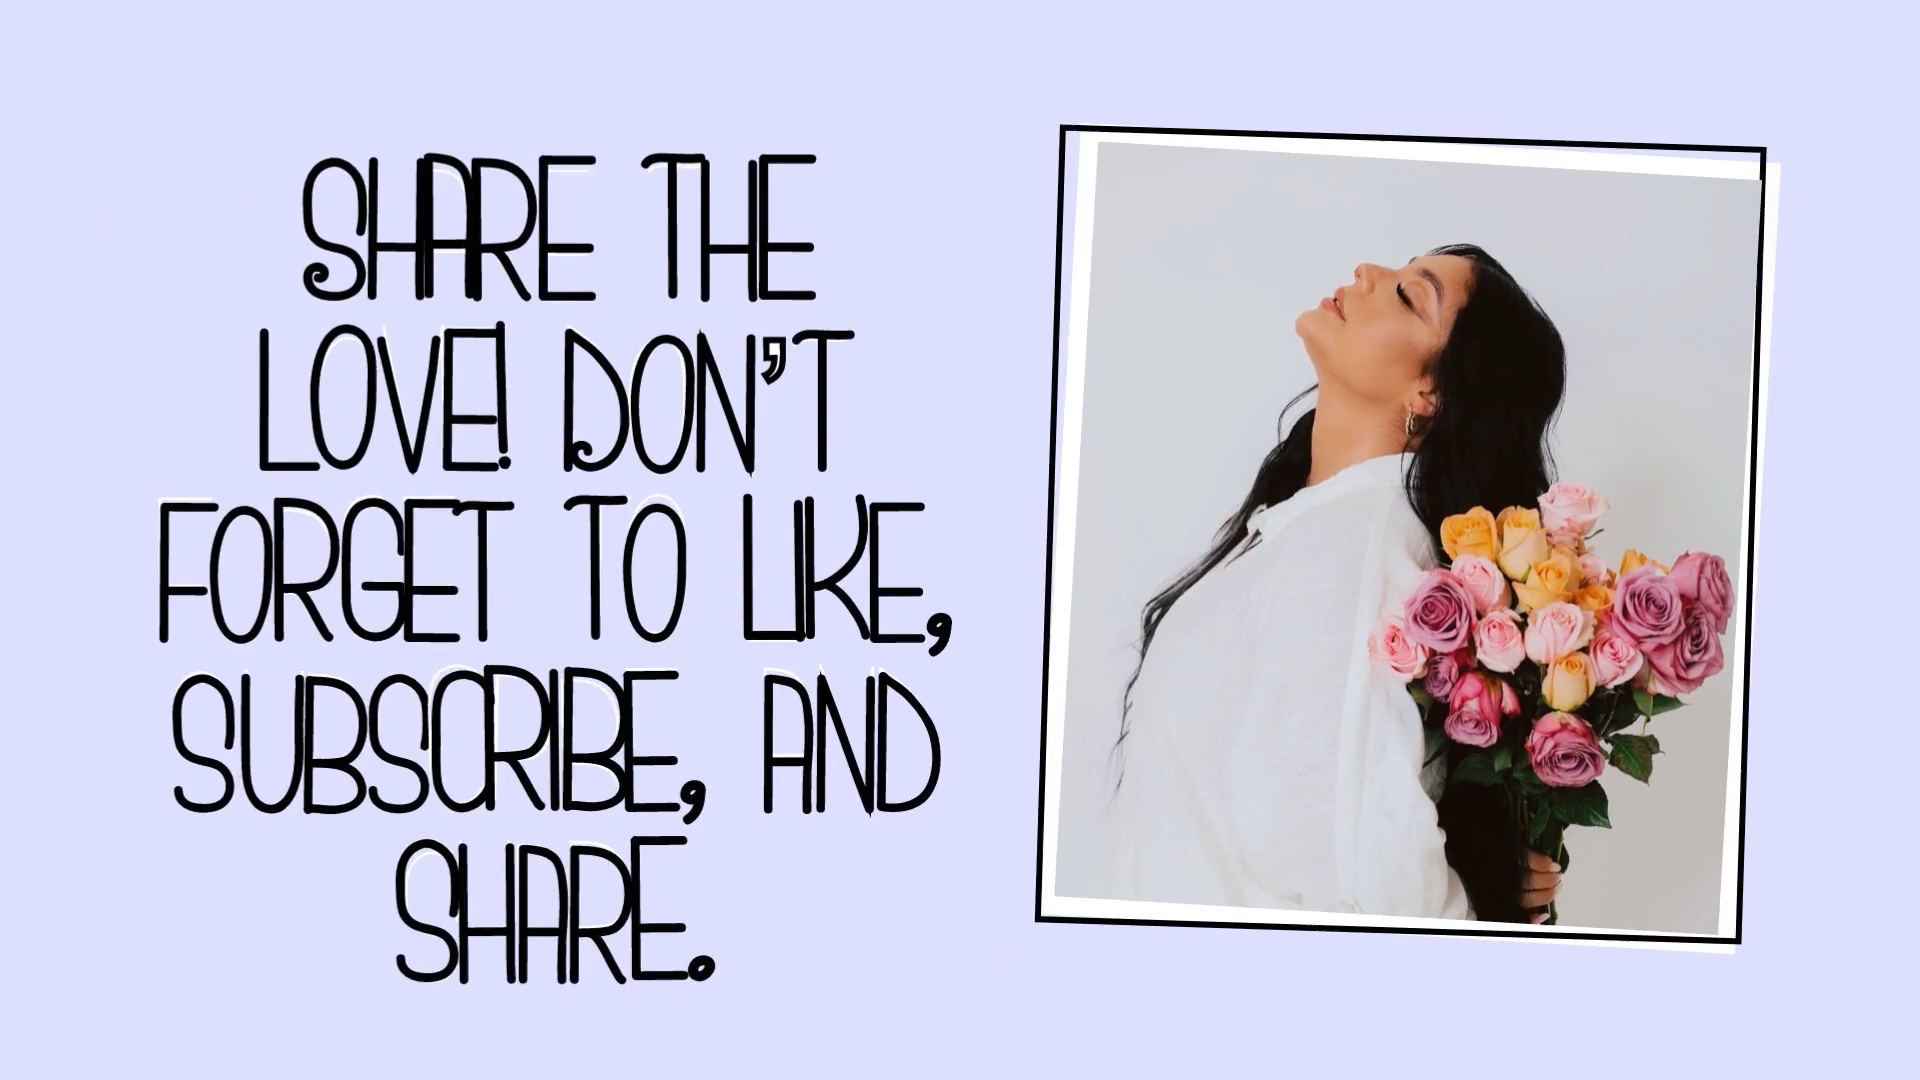 SHARE THE
LOVE! DON'T
FORGET TO LIKE,
SUBSCRIBE, AND
SHARE.